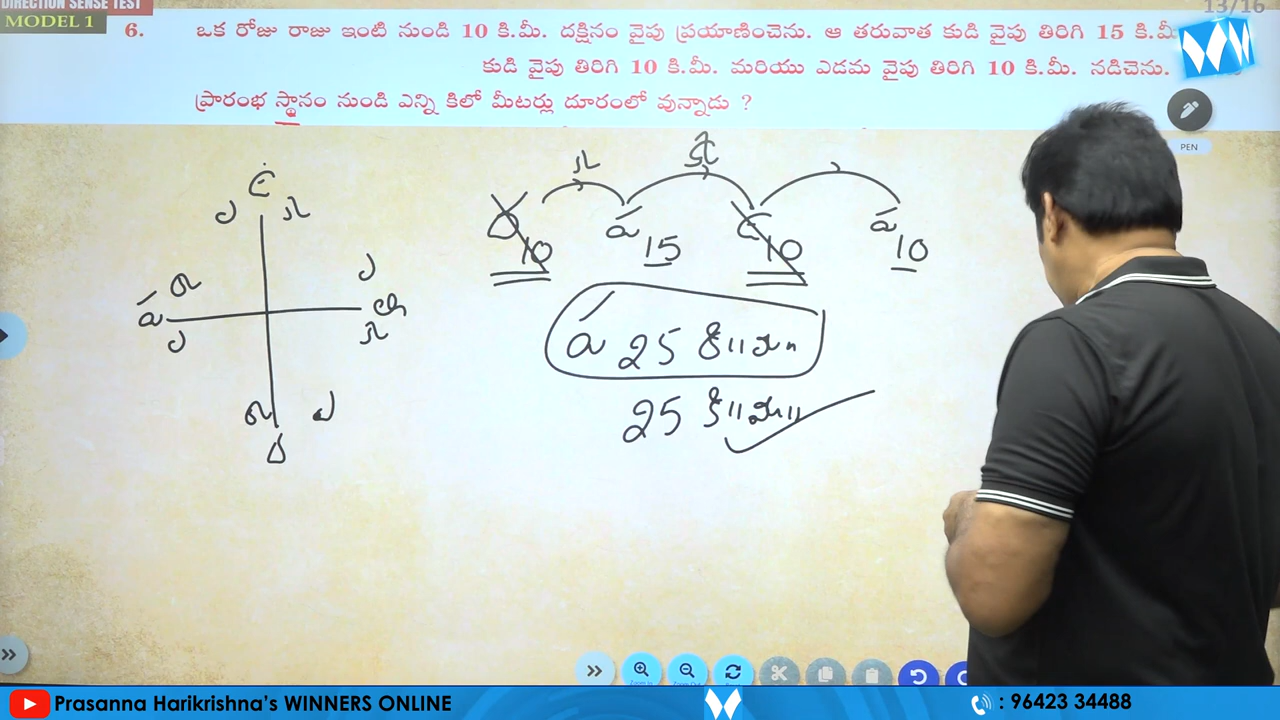 DIRECTION SENSE TEST
MODEL 1
13/16
6. ఒక రోజు రాజు ఇంటి నుండి 10 కి.మీ. దక్షినం వైపు ప్రయాణించెను. ఆ తరువాత కుడి వైపు తిరిగి 15 కి.మీ
కుడి వైపు తిరిగి 10 కి.మీ. మరియు ఎడమ వైపు తిరిగి 10 కి.మీ. నడిచెను.
ప్రారంభ స్థానం నుండి ఎన్ని కిలో మీటర్లు దూరంలో వున్నాడు ?
PEN
10 15 10 10
25 కి॥మీ॥
25 కి॥మీ॥
Prasanna Harikrishna's WINNERS ONLINE
: 96423 34488